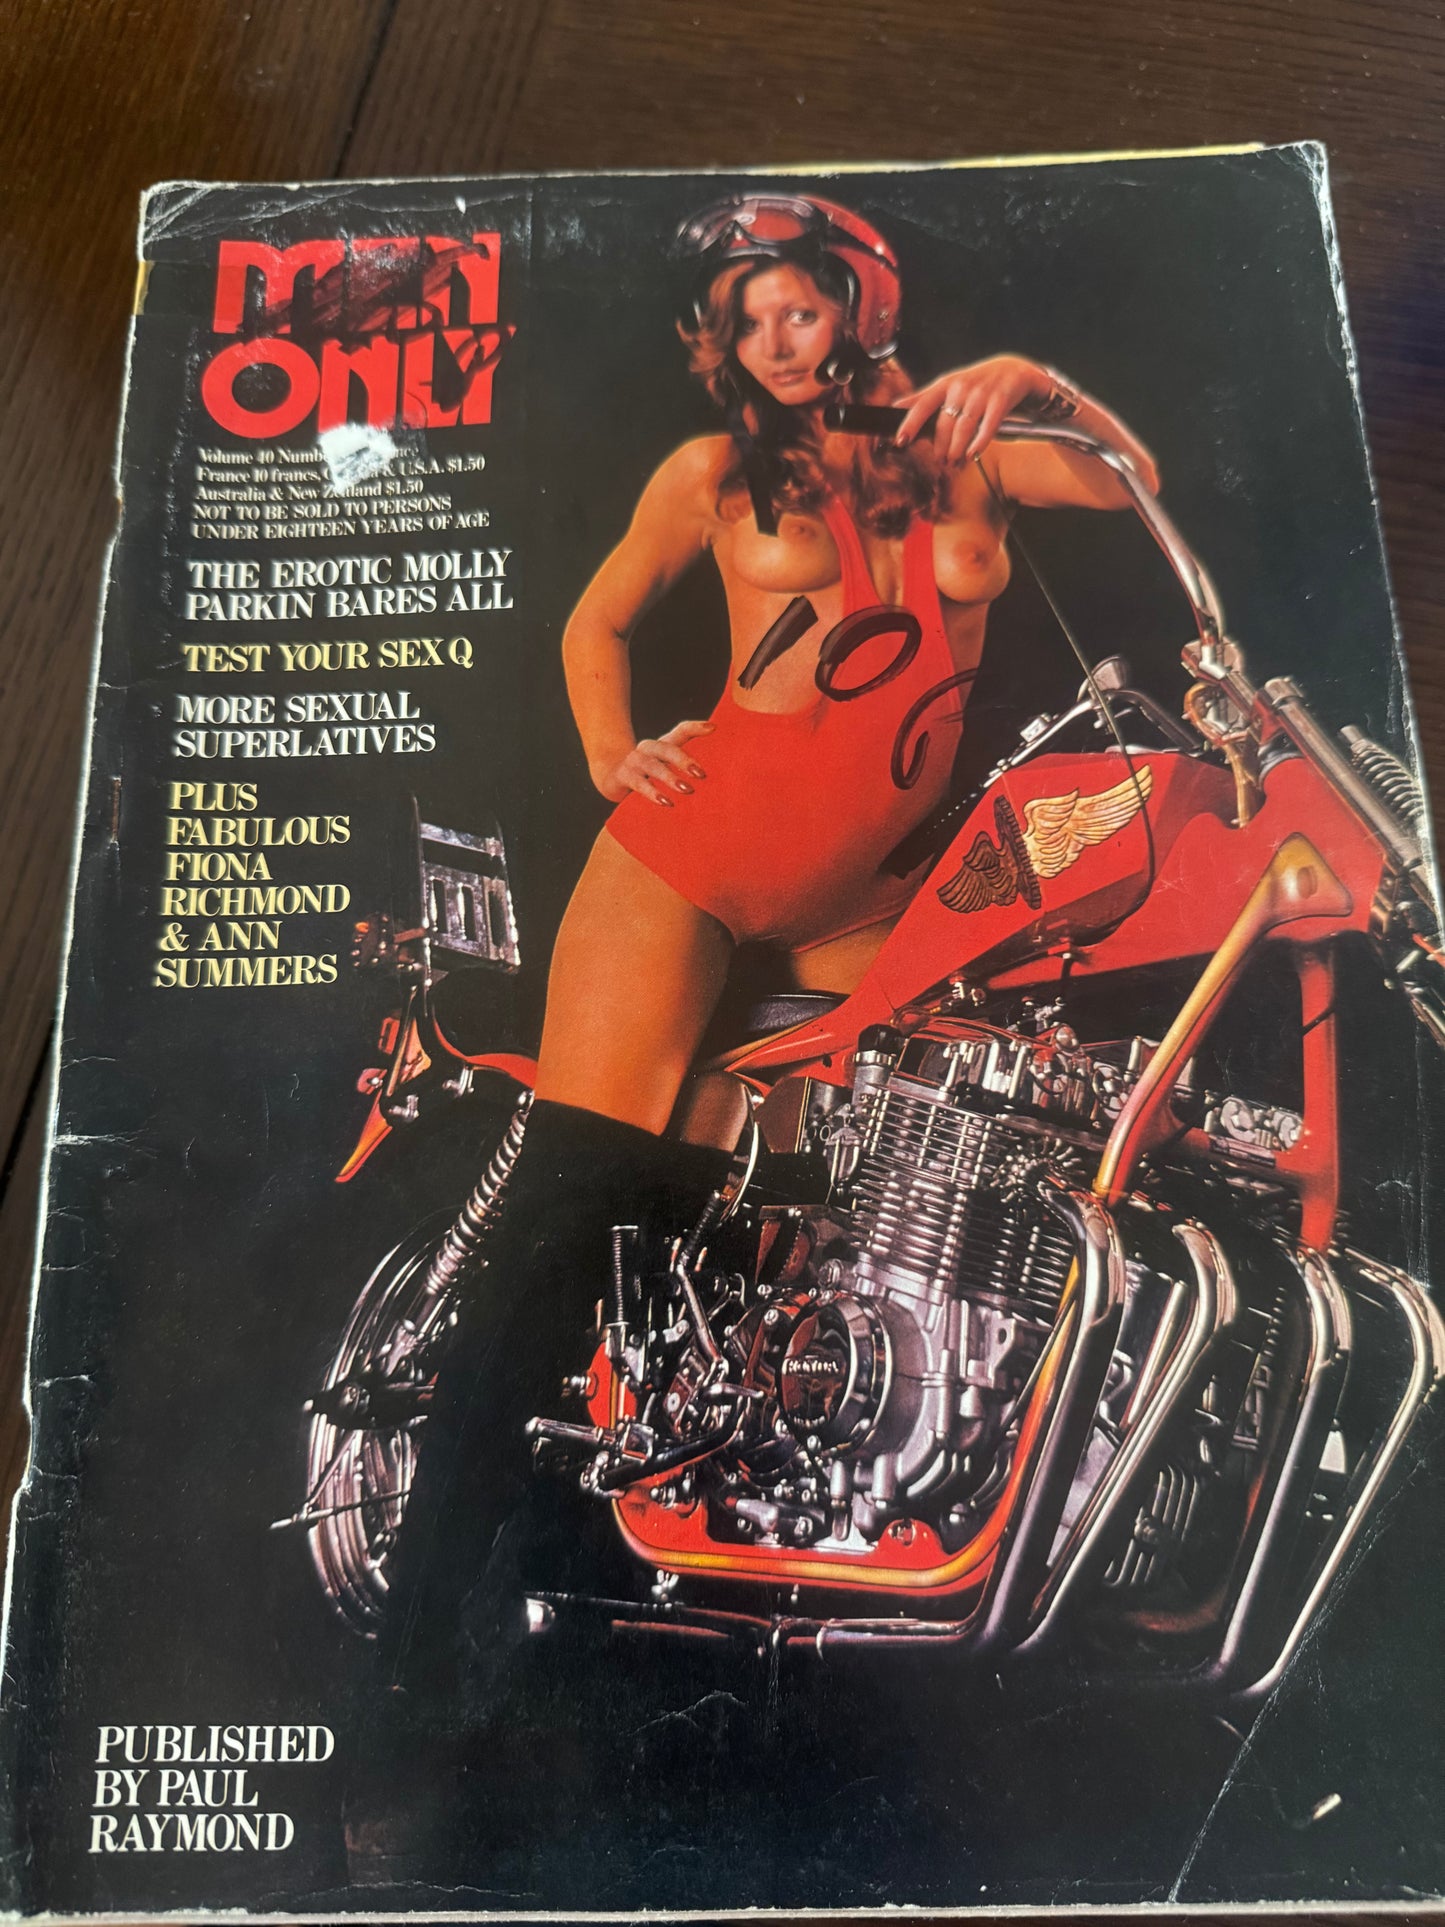 MEN
ONLY
Volume 40
France 10 francs, & U.S.A. $1.50
Australia & New Zealand $1.50
NOT TO BE SOLD TO PERSONS
UNDER EIGHTEEN YEARS OF AGE
THE EROTIC MOLLY
PARKIN BARES ALL
TEST YOUR SEX Q
MORE SEXUAL
SUPERLATIVES
PLUS
FABULOUS
FIONA
RICHMOND
& ANN
SUMMERS
10
HONDA
PUBLISHED
BY PAUL
RAYMOND